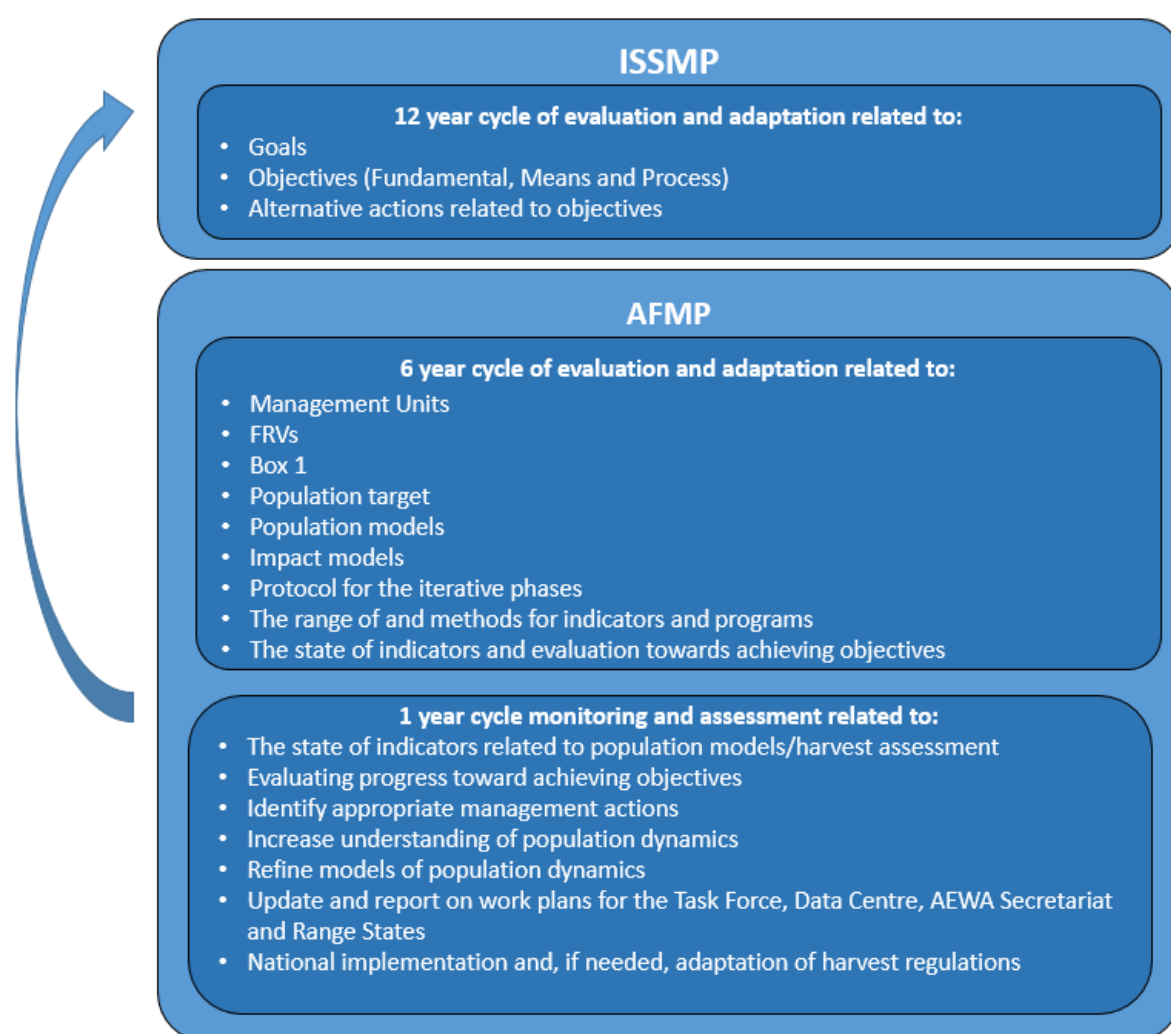 ISSMP
12 year cycle of evaluation and adaptation related to:
• Goals
• Objectives (Fundamental, Means and Process)
• Alternative actions related to objectives
AFMP
6 year cycle of evaluation and adaptation related to:
• Management Units
• FRVs
• Box 1
• Population target
• Population models
• Impact models
• Protocol for the iterative phases
• The range of and methods for indicators and programs
• The state of indicators and evaluation towards achieving objectives
1 year cycle monitoring and assessment related to:
• The state of indicators related to population models/harvest assessment
• Evaluating progress toward achieving objectives
• Identify appropriate management actions
• Increase understanding of population dynamics
• Refine models of population dynamics
• Update and report on work plans for the Task Force, Data Centre, AEWA Secretariat
and Range States
• National implementation and, if needed, adaptation of harvest regulations